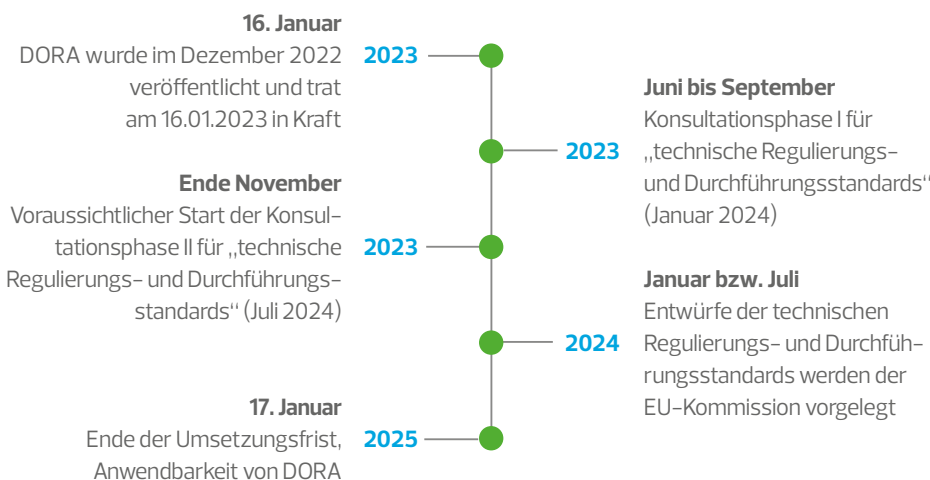 16. Januar
DORA wurde im Dezember 2022
veröffentlicht und trat
am 16.01.2023 in Kraft
2023
Juni bis September
Konsultationsphase I für
„technische Regulierungs-
und Durchführungsstandards“
(Januar 2024)
2023
Ende November
Voraussichtlicher Start der Konsul-
tationsphase II für „technische
Regulierungs- und Durchführungs-
standards“ (Juli 2024)
2023
Januar bzw. Juli
Entwürfe der technischen
Regulierungs- und Durchfüh-
rungsstandards werden der
EU-Kommission vorgelegt
2024
17. Januar
Ende der Umsetzungsfrist,
Anwendbarkeit von DORA
2025